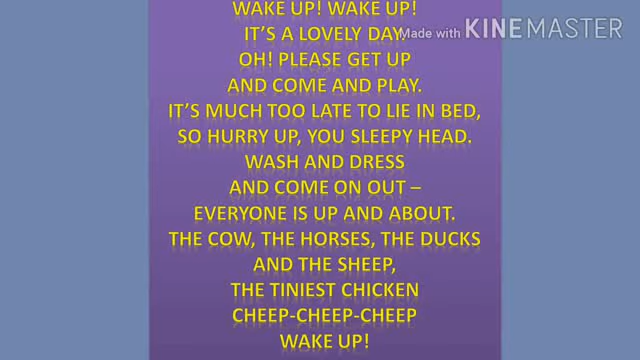 WAKE UP! WAKE UP!
IT'S A LOVELY DAY.
Made with KINEMASTER
OH! PLEASE GET UP
AND COME AND PLAY.
IT'S MUCH TOO LATE TO LIE IN BED,
SO HURRY UP, YOU SLEEPY HEAD.
WASH AND DRESS
AND COME ON OUT –
EVERYONE IS UP AND ABOUT.
THE COW, THE HORSES, THE DUCKS
AND THE SHEEP,
THE TINIEST CHICKEN
CHEEP-CHEEP-CHEEP
WAKE UP!